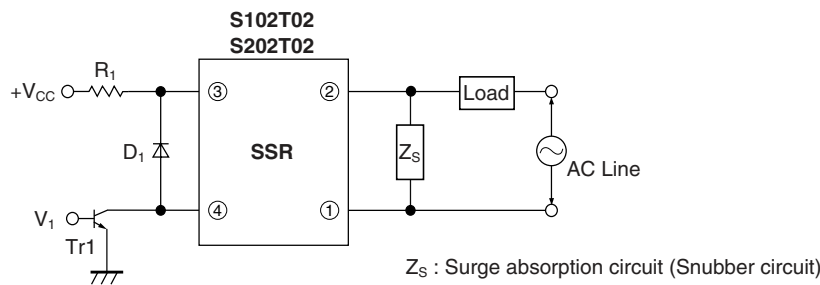 S102T02
S202T02
R1
+VCC
③
②
Load
D1
SSR
ZS
AC Line
V1
④
①
Tr1
ZS : Surge absorption circuit (Snubber circuit)